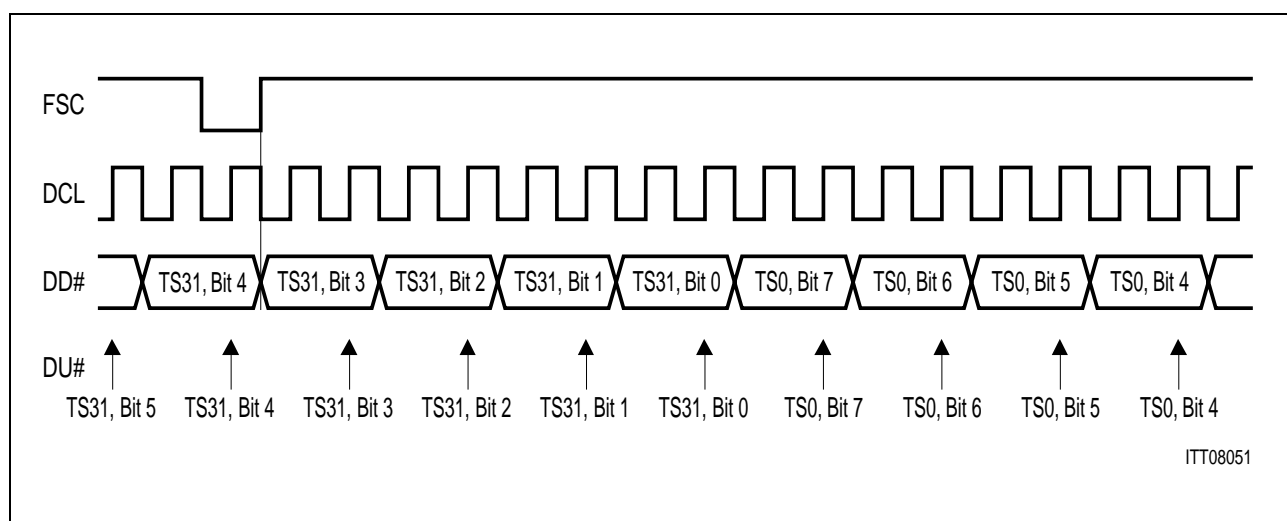 FSC
DCL
DD# TS31, Bit 4 TS31, Bit 3 TS31, Bit 2 TS31, Bit 1 TS31, Bit 0 TS0, Bit 7 TS0, Bit 6 TS0, Bit 5 TS0, Bit 4
DU#
TS31, Bit 5 TS31, Bit 4 TS31, Bit 3 TS31, Bit 2 TS31, Bit 1 TS31, Bit 0 TS0, Bit 7 TS0, Bit 6 TS0, Bit 5 TS0, Bit 4
ITT08051